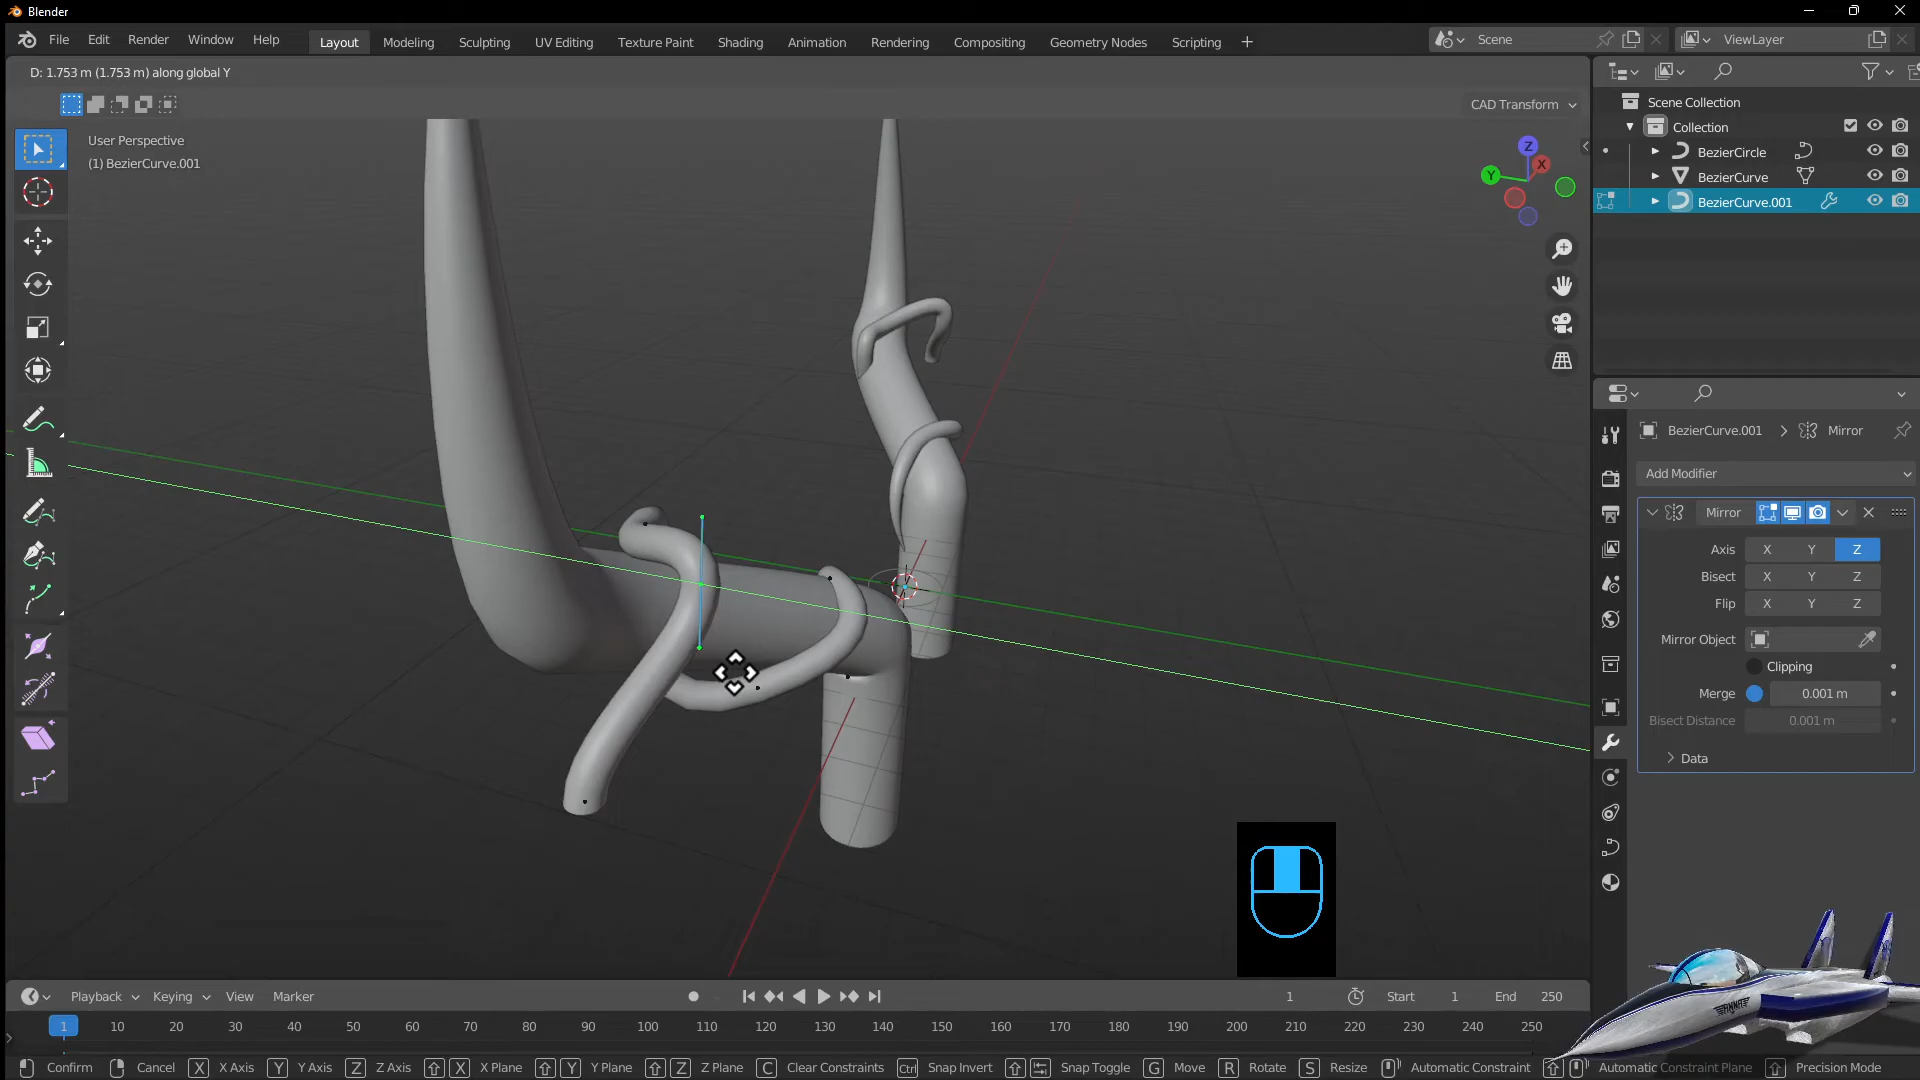 Blender
File Edit Render Window Help Layout Modeling Sculpting UV Editing Texture Paint Shading Animation Rendering Compositing Geometry Nodes Scripting + Scene ViewLayer
D: 1.753 m (1.753 m) along global Y
CAD Transform
User Perspective
(1) BezierCurve.001
Z
X
Y
Scene Collection
Collection
BezierCircle
BezierCurve
BezierCurve.001
BezierCurve.001 > Mirror
Add Modifier
Mirror
Axis X Y Z
Bisect X Y Z
Flip X Y Z
Mirror Object
Clipping
Merge 0.001 m
Bisect Distance 0.001 m
Data
Playback Keying View Marker 1 Start 1 End 250
1 10 20 30 40 50 60 70 80 90 100 110 120 130 140 150 160 170 180 190 200 210 220 230 240 250
Confirm Cancel X X Axis Y Y Axis Z Z Axis X X Plane Y Y Plane Z Z Plane C Clear Constraints Ctrl Snap Invert Snap Toggle G Move R Rotate S Resize Automatic Constraint Automatic Constraint Plane Precision Mode